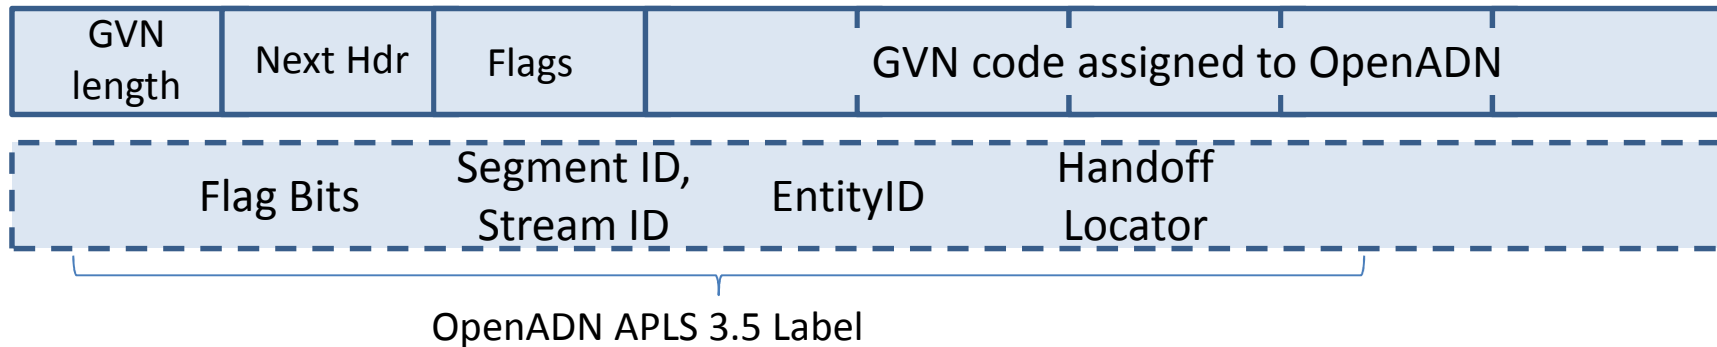 GVN
length
Next Hdr
Flags
GVN code assigned to OpenADN
Flag Bits
Segment ID,
Stream ID
EntityID
Handoff
Locator
OpenADN APLS 3.5 Label